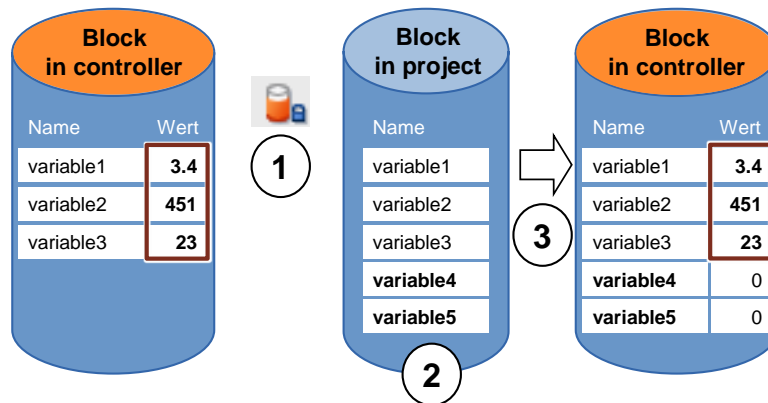 Block
in controller
Name Wert
variable1 3.4
variable2 451
variable3 23
1
Block
in project
Name
variable1
variable2
variable3
variable4
variable5
2
3
Block
in controller
Name Wert
variable1 3.4
variable2 451
variable3 23
variable4 0
variable5 0